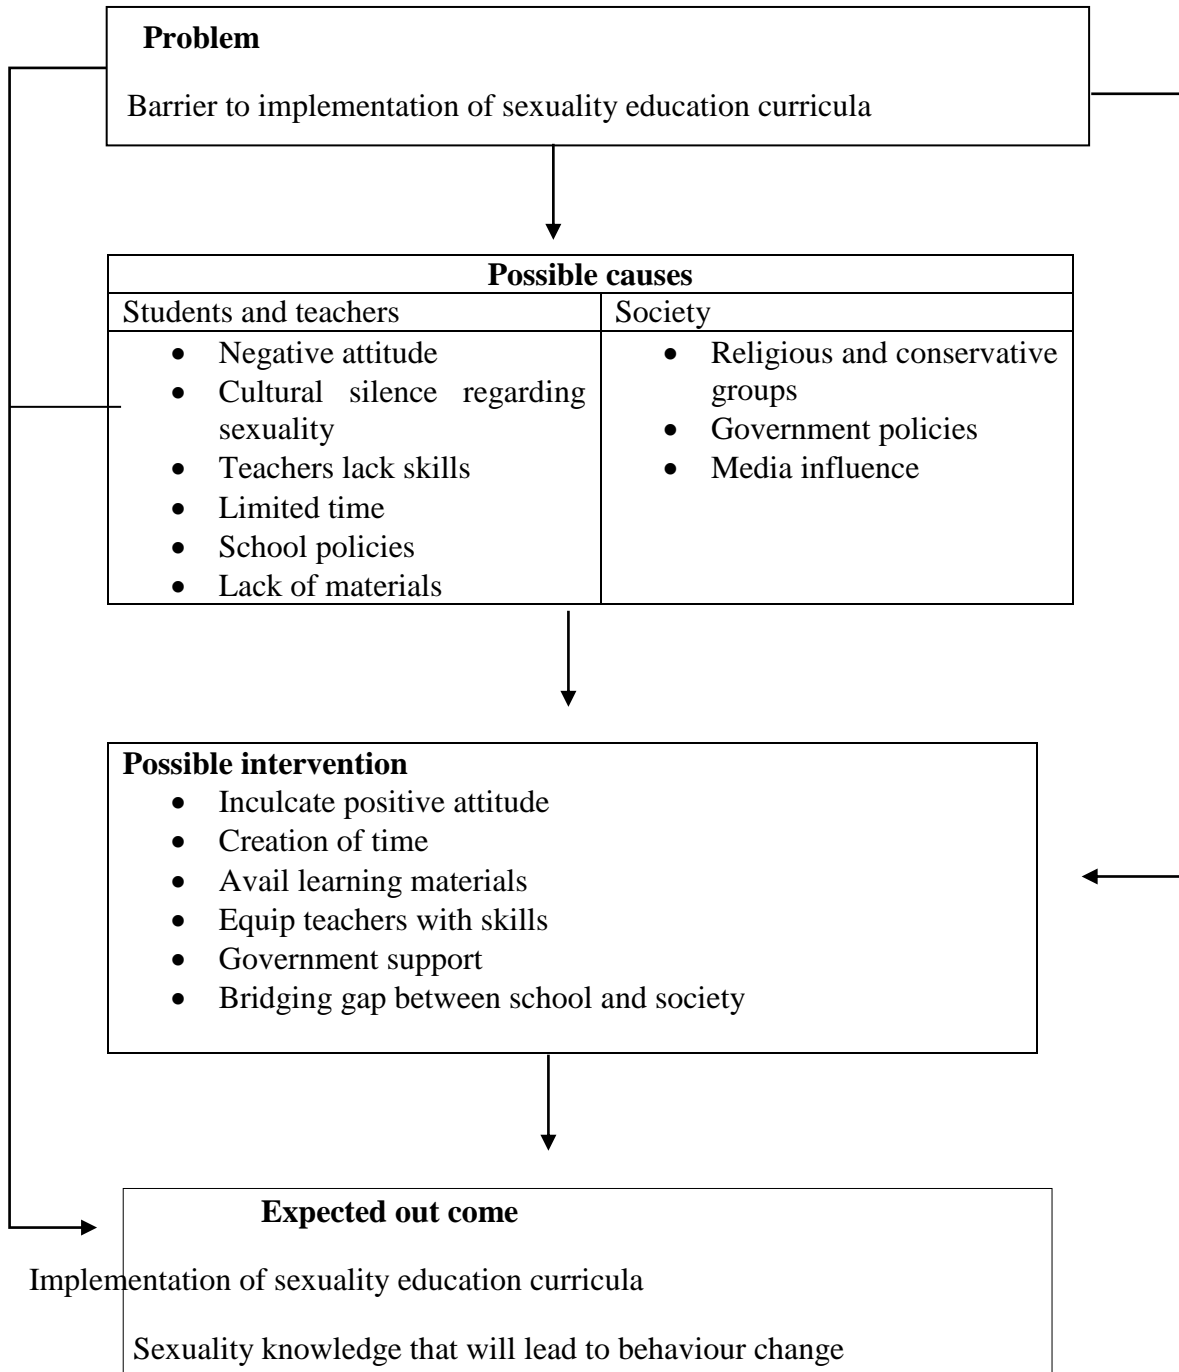 Problem
Barrier to implementation of sexuality education curricula
Possible causes
Students and teachers
Society
• Negative attitude
• Cultural silence regarding
sexuality
• Teachers lack skills
• Limited time
• School policies
• Lack of materials
• Religious and conservative
groups
• Government policies
• Media influence
Possible intervention
• Inculcate positive attitude
• Creation of time
• Avail learning materials
• Equip teachers with skills
• Government support
• Bridging gap between school and society
Expected out come
Implementation of sexuality education curricula
Sexuality knowledge that will lead to behaviour change